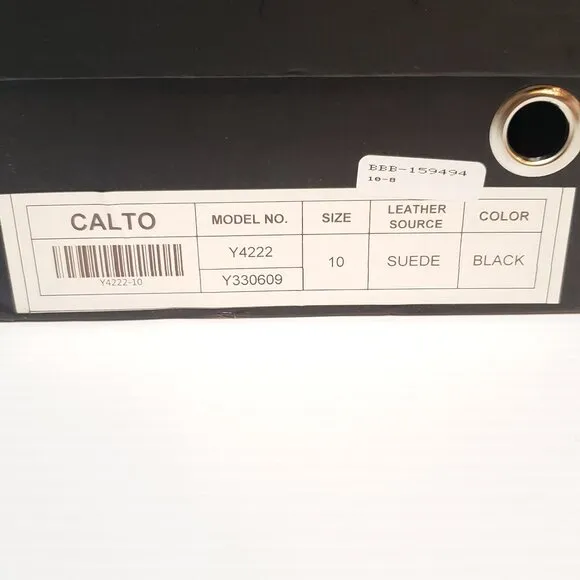 BBB-159494
10-8
CALTO MODEL NO. SIZE LEATHER SOURCE COLOR
Y4222 10 SUEDE BLACK
Y330609
Y4222-10